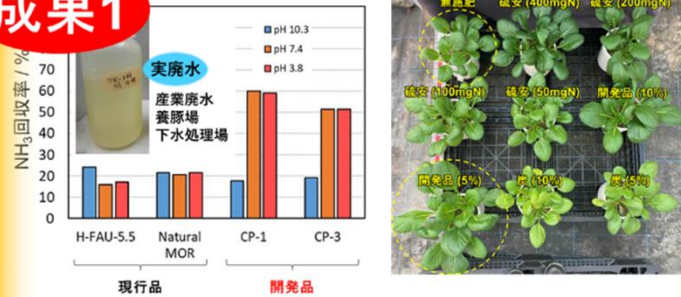 成果1
NH3回収率 / %
70
60
50
40
30
20
10
0
実廃水
産業廃水
養豚場
下水処理場
pH 10.3
pH 7.4
pH 3.8
H-FAU-5.5
Natural
MOR
CP-1
CP-3
現行品
開発品
無施肥
硫安 (400mgN)
硫安 (200mgN)
硫安 (100mgN)
硫安 (50mgN)
開発品 (10%)
開発品 (5%)
炭 (10%)
炭 (5%)